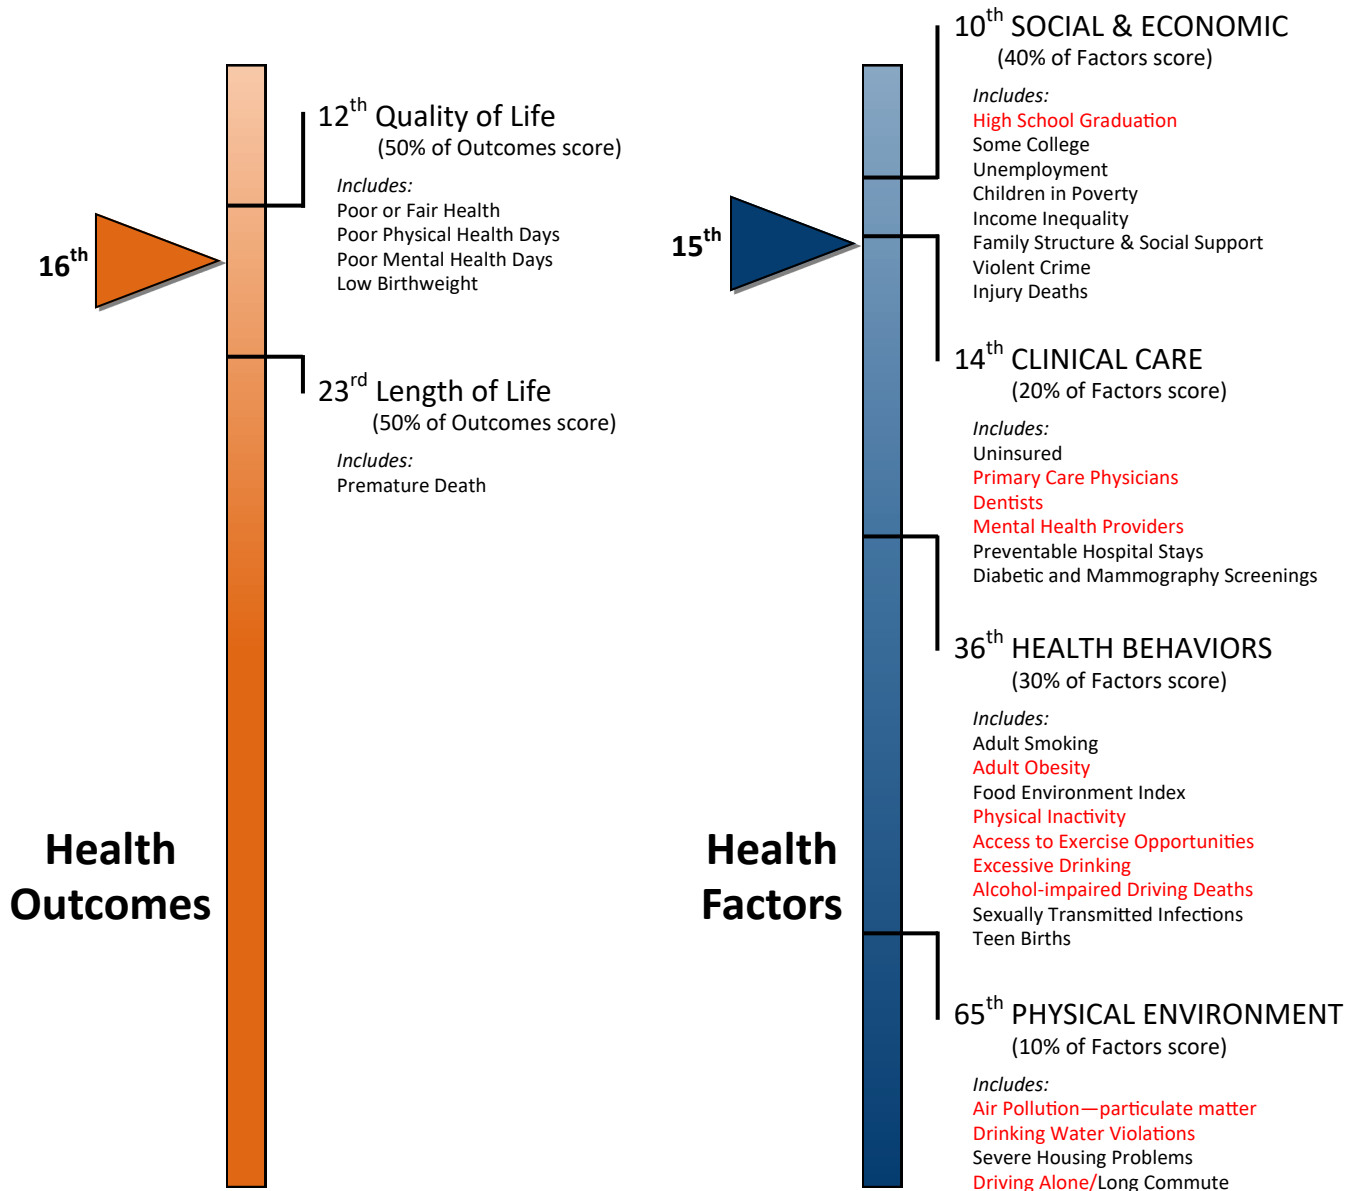 12th Quality of Life
(50% of Outcomes score)
Includes:
Poor or Fair Health
Poor Physical Health Days
Poor Mental Health Days
Low Birthweight
16th
23rd Length of Life
(50% of Outcomes score)
Includes:
Premature Death
Health
Outcomes
10th SOCIAL & ECONOMIC
(40% of Factors score)
Includes:
High School Graduation
Some College
Unemployment
Children in Poverty
Income Inequality
Family Structure & Social Support
Violent Crime
Injury Deaths
15th
14th CLINICAL CARE
(20% of Factors score)
Includes:
Uninsured
Primary Care Physicians
Dentists
Mental Health Providers
Preventable Hospital Stays
Diabetic and Mammography Screenings
36th HEALTH BEHAVIORS
(30% of Factors score)
Includes:
Adult Smoking
Adult Obesity
Food Environment Index
Physical Inactivity
Access to Exercise Opportunities
Excessive Drinking
Alcohol-impaired Driving Deaths
Sexually Transmitted Infections
Teen Births
Health
Factors
65th PHYSICAL ENVIRONMENT
(10% of Factors score)
Includes:
Air Pollution—particulate matter
Drinking Water Violations
Severe Housing Problems
Driving Alone/Long Commute